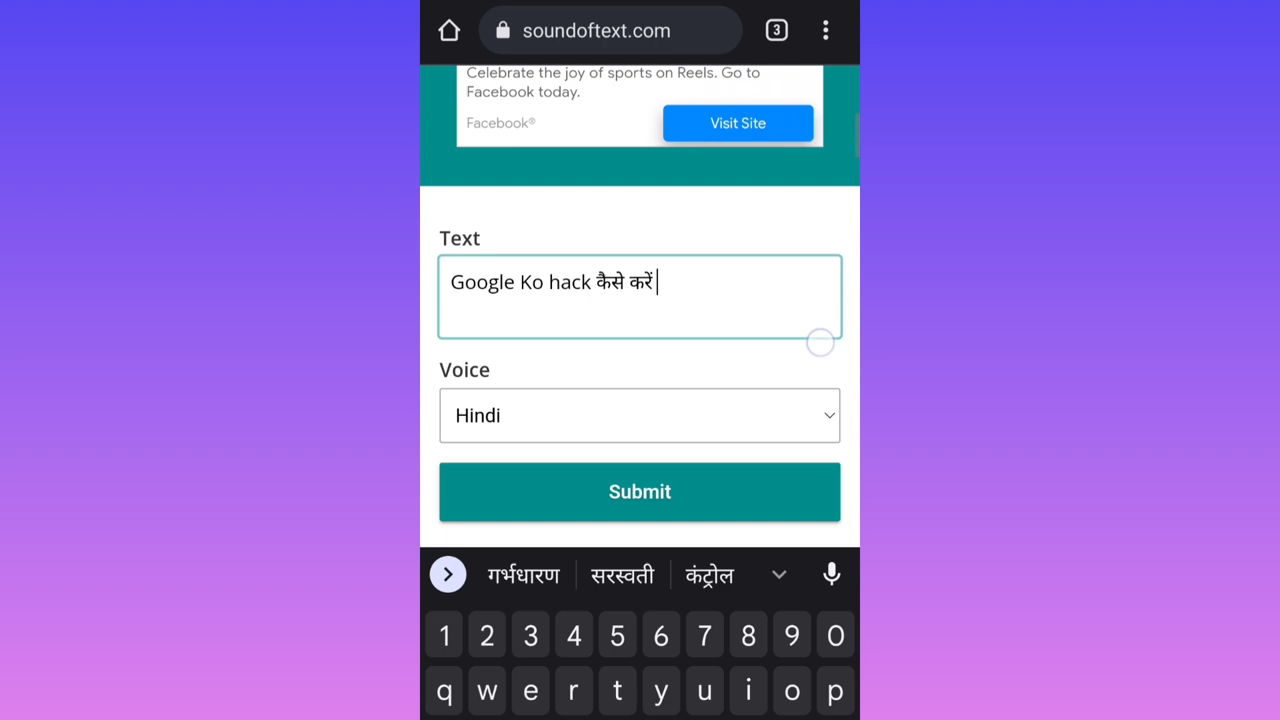 soundoftext.com
3
Celebrate the joy of sports on Reels. Go to
Facebook today.
Facebook®
Visit Site
Text
Google Ko hack कैसे करें
Voice
Hindi
Submit
गर्भधारण सरस्वती कंट्रोल
1 2 3 4 5 6 7 8 9 0
q w e r t y u i o p